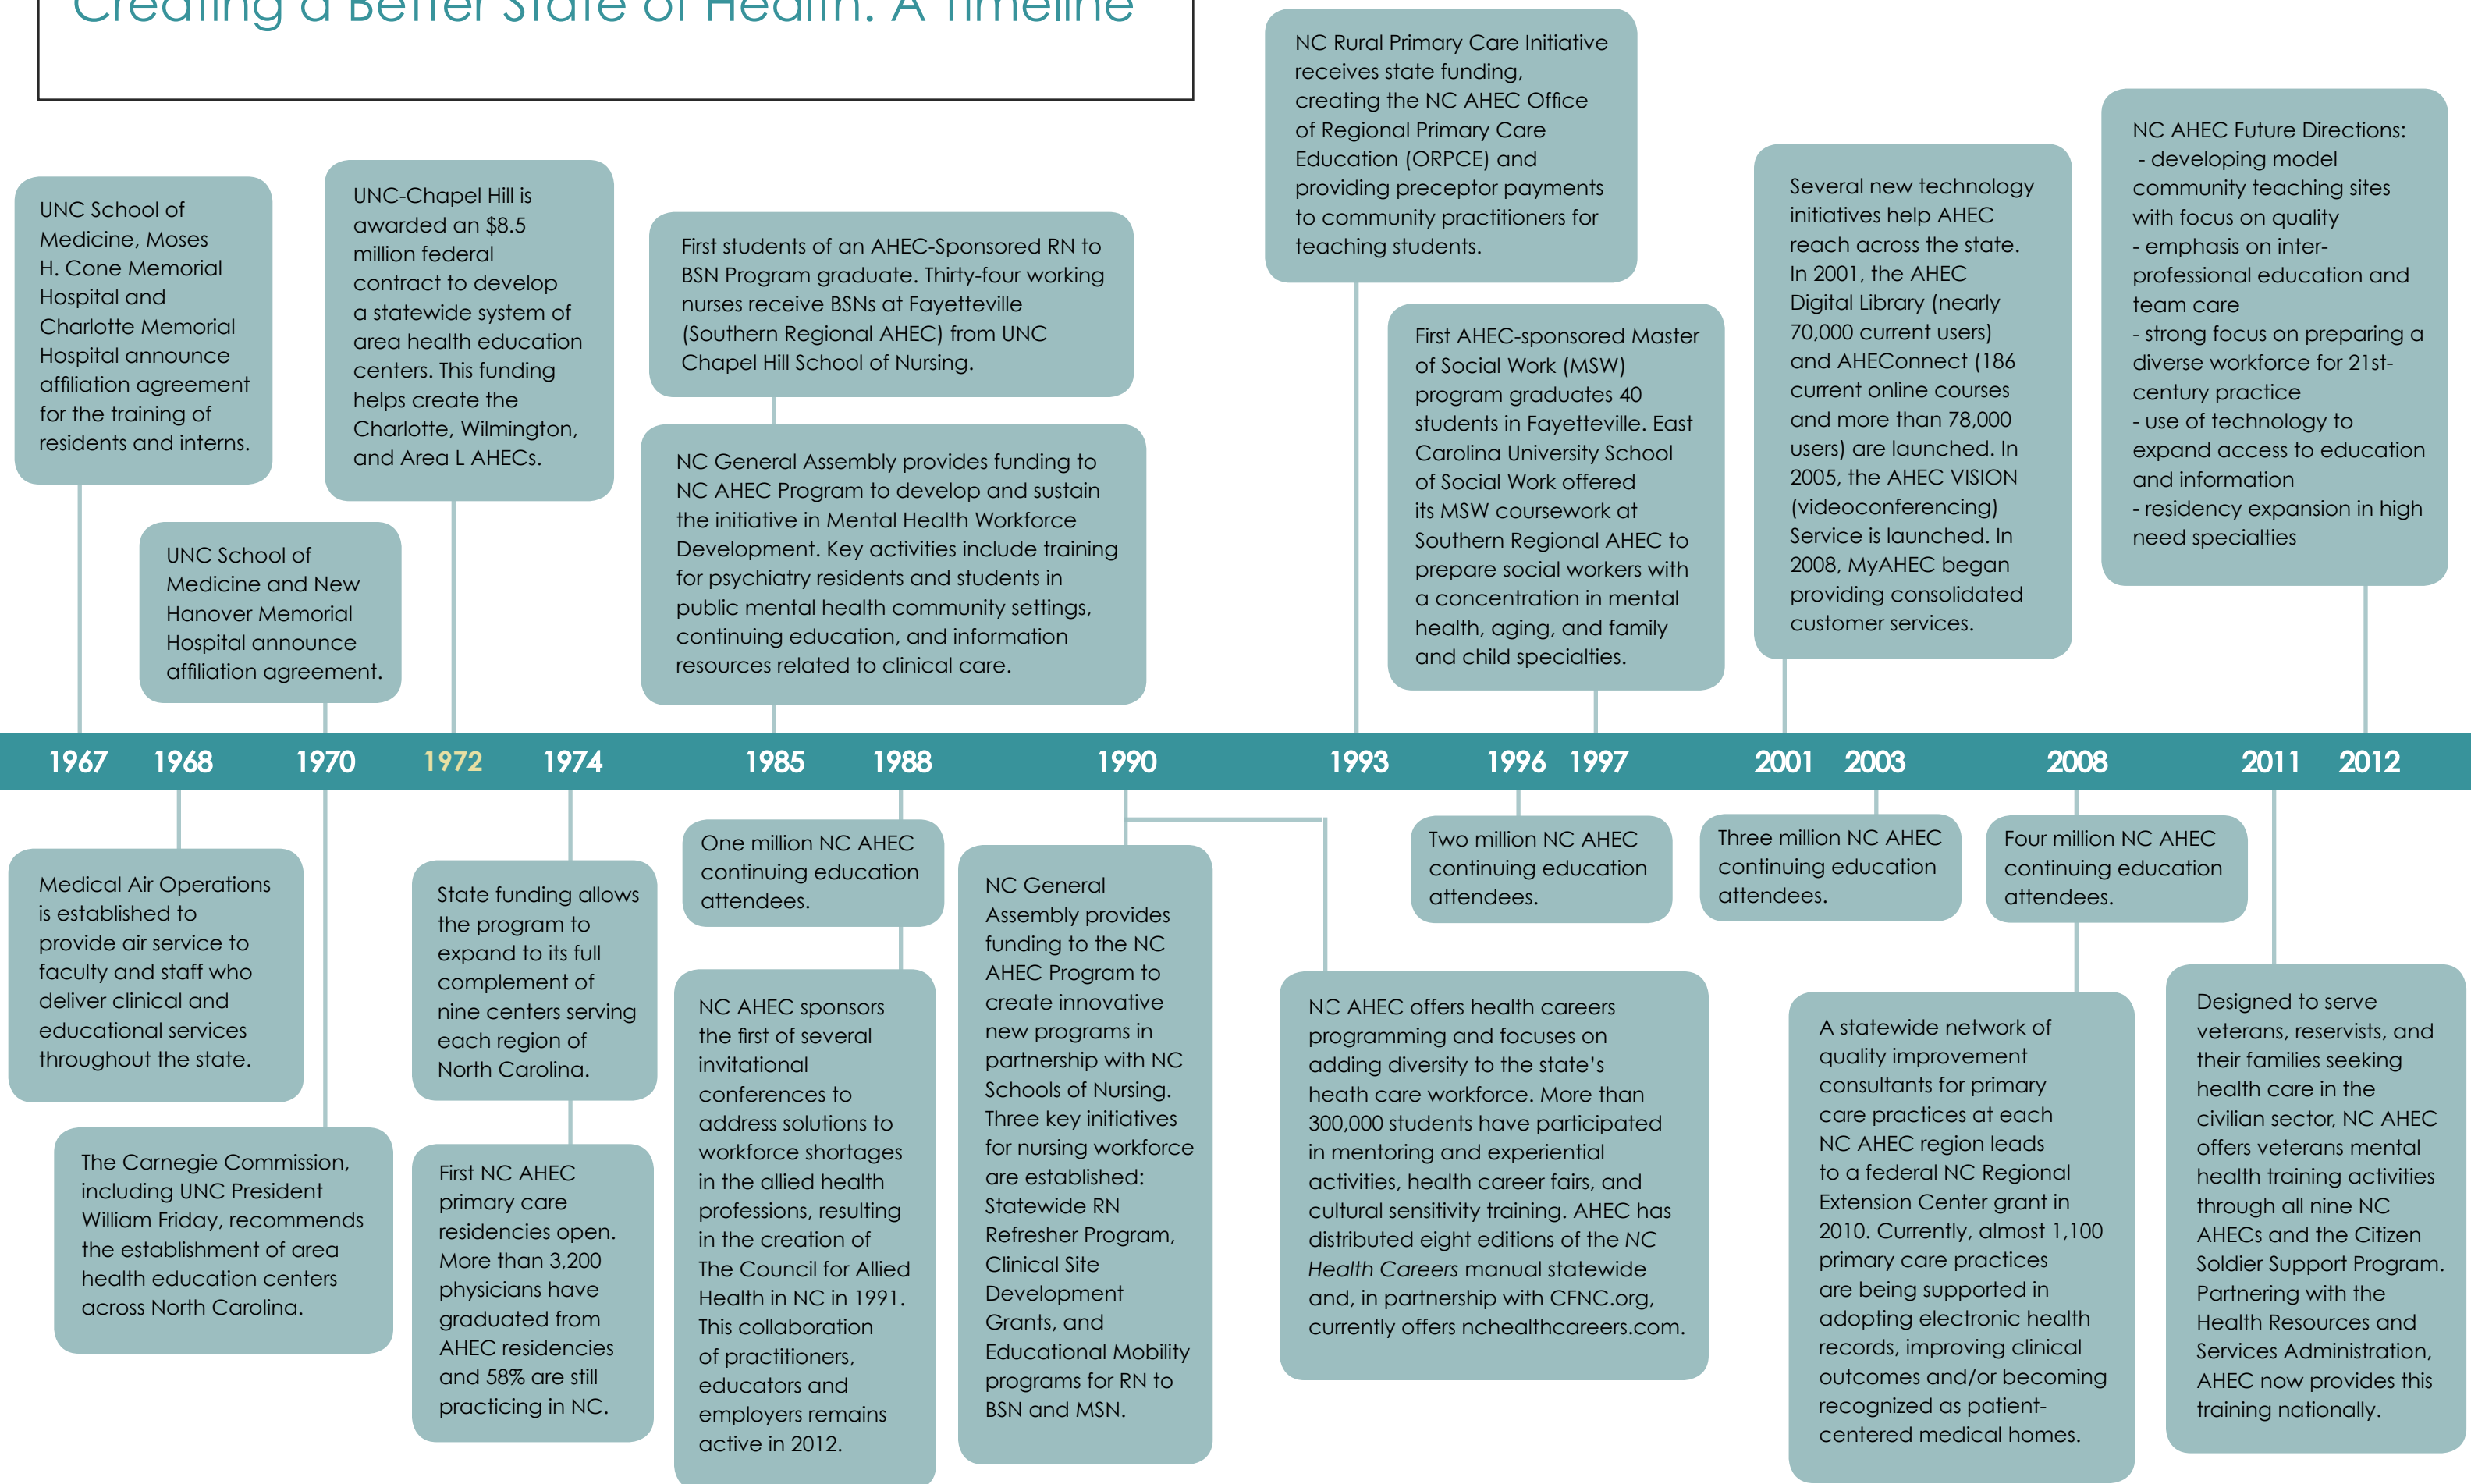 Creating a Better State of Health: A Timeline
UNC School of
Medicine, Moses
H. Cone Memorial
Hospital and
Charlotte Memorial
Hospital announce
affiliation agreement
for the training of
residents and interns.
UNC School of
Medicine and New
Hanover Memorial
Hospital announce
affiliation agreement.
UNC-Chapel Hill is
awarded an $8.5
million federal
contract to develop
a statewide system of
area health education
centers. This funding
helps create the
Charlotte, Wilmington,
and Area L AHECs.
First students of an AHEC-Sponsored RN to
BSN Program graduate. Thirty-four working
nurses receive BSNs at Fayetteville
(Southern Regional AHEC) from UNC
Chapel Hill School of Nursing.
NC General Assembly provides funding to
NC AHEC Program to develop and sustain
the initiative in Mental Health Workforce
Development. Key activities include training
for psychiatry residents and students in
public mental health community settings,
continuing education, and information
resources related to clinical care.
NC Rural Primary Care Initiative
receives state funding,
creating the NC AHEC Office
of Regional Primary Care
Education (ORPCE) and
providing preceptor payments
to community practitioners for
teaching students.
First AHEC-sponsored Master
of Social Work (MSW)
program graduates 40
students in Fayetteville. East
Carolina University School
of Social Work offered
its MSW coursework at
Southern Regional AHEC to
prepare social workers with
a concentration in mental
health, aging, and family
and child specialties.
Several new technology
initiatives help AHEC
reach across the state.
In 2001, the AHEC
Digital Library (nearly
70,000 current users)
and AHEConnect (186
current online courses
and more than 78,000
users) are launched. In
2005, the AHEC VISION
(videoconferencing)
Service is launched. In
2008, MyAHEC began
providing consolidated
customer services.
NC AHEC Future Directions:
- developing model
community teaching sites
with focus on quality
- emphasis on inter-
professional education and
team care
- strong focus on preparing a
diverse workforce for 21st-
century practice
- use of technology to
expand access to education
and information
- residency expansion in high
need specialties
1967 1968 1970 1972 1974 1985 1988 1990 1993 1996 1997 2001 2003 2008 2011 2012
Medical Air Operations
is established to
provide air service to
faculty and staff who
deliver clinical and
educational services
throughout the state.
The Carnegie Commission,
including UNC President
William Friday, recommends
the establishment of area
health education centers
across North Carolina.
State funding allows
the program to
expand to its full
complement of
nine centers serving
each region of
North Carolina.
First NC AHEC
primary care
residencies open.
More than 3,200
physicians have
graduated from
AHEC residencies
and 58% are still
practicing in NC.
One million NC AHEC
continuing education
attendees.
NC AHEC sponsors
the first of several
invitational
conferences to
address solutions to
workforce shortages
in the allied health
professions, resulting
in the creation of
The Council for Allied
Health in NC in 1991.
This collaboration
of practitioners,
educators and
employers remains
active in 2012.
NC General
Assembly provides
funding to the NC
AHEC Program to
create innovative
new programs in
partnership with NC
Schools of Nursing.
Three key initiatives
for nursing workforce
are established:
Statewide RN
Refresher Program,
Clinical Site
Development
Grants, and
Educational Mobility
programs for RN to
BSN and MSN.
NC AHEC offers health careers
programming and focuses on
adding diversity to the state’s
heath care workforce. More than
300,000 students have participated
in mentoring and experiential
activities, health career fairs, and
cultural sensitivity training. AHEC has
distributed eight editions of the NC
Health Careers manual statewide
and, in partnership with CFNC.org,
currently offers nchealthcareers.com.
Two million NC AHEC
continuing education
attendees.
Three million NC AHEC
continuing education
attendees.
Four million NC AHEC
continuing education
attendees.
A statewide network of
quality improvement
consultants for primary
care practices at each
NC AHEC region leads
to a federal NC Regional
Extension Center grant in
2010. Currently, almost 1,100
primary care practices
are being supported in
adopting electronic health
records, improving clinical
outcomes and/or becoming
recognized as patient-
centered medical homes.
Designed to serve
veterans, reservists, and
their families seeking
health care in the
civilian sector, NC AHEC
offers veterans mental
health training activities
through all nine NC
AHECs and the Citizen
Soldier Support Program.
Partnering with the
Health Resources and
Services Administration,
AHEC now provides this
training nationally.